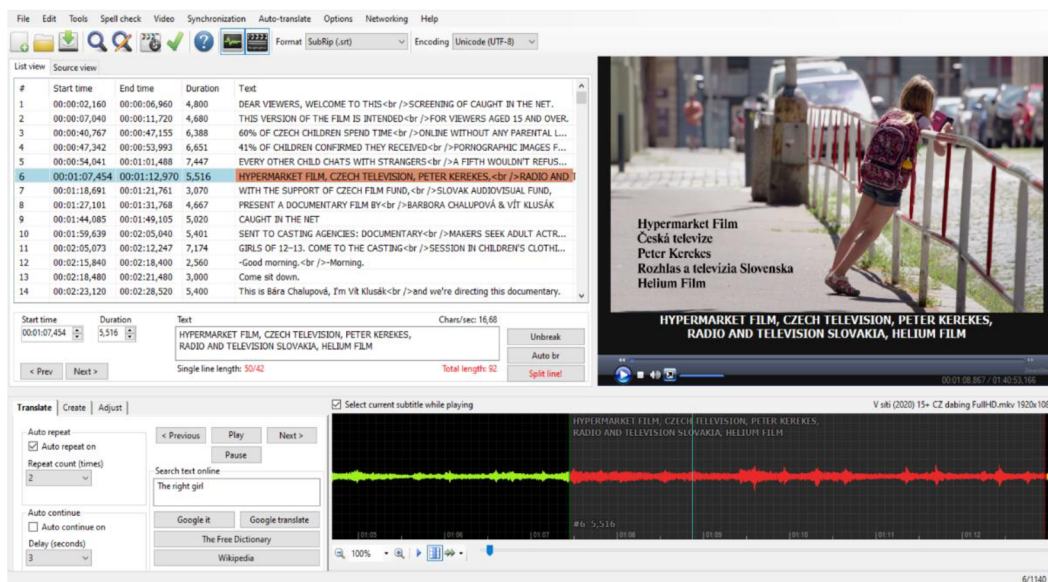 File Edit Tools Spell check Video Synchronization Auto-translate Options Networking Help
Format SubRip (.srt) Encoding Unicode (UTF-8)
List view Source view
# Start time End time Duration Text
1 00:00:02,160 00:00:06,960 4,800 DEAR VIEWERS, WELCOME TO THIS<br />SCREENING OF CAUGHT IN THE NET.
2 00:00:07,040 00:00:11,720 4,680 THIS VERSION OF THE FILM IS INTENDED<br />FOR VIEWERS AGED 15 AND OVER.
3 00:00:40,767 00:00:47,155 6,388 60% OF CZECH CHILDREN SPEND TIME<br />ONLINE WITHOUT ANY PARENTAL L...
4 00:00:47,342 00:00:53,993 6,651 41% OF CHILDREN CONFIRMED THEY RECEIVED<br />PORNOGRAPHIC IMAGES F...
5 00:00:54,041 00:01:01,488 7,447 EVERY OTHER CHILD CHATS WITH STRANGERS<br />A FIFTH WOULDN'T REFUS...
6 00:01:07,454 00:01:12,970 5,516 HYPERMARKET FILM, CZECH TELEVISION, PETER KEREKES,<br />RADIO AND T
7 00:01:18,691 00:01:21,761 3,070 WITH THE SUPPORT OF CZECH FILM FUND,<br />SLOVAK AUDIOVISUAL FUND,
8 00:01:27,101 00:01:31,768 4,667 PRESENT A DOCUMENTARY FILM BY<br />BARBORA CHALUPOVÁ & VÍT KLUSÁK
9 00:01:44,085 00:01:49,105 5,020 CAUGHT IN THE NET
10 00:01:59,639 00:02:05,040 5,401 SENT TO CASTING AGENCIES: DOCUMENTARY<br />MAKERS SEEK ADULT ACTR...
11 00:02:05,073 00:02:12,247 7,174 GIRLS OF 12-13. COME TO THE CASTING<br />SESSION IN CHILDREN'S CLOTHI...
12 00:02:15,840 00:02:18,400 2,560 -Good morning.<br />-Morning.
13 00:02:18,480 00:02:21,480 3,000 Come sit down.
14 00:02:23,120 00:02:28,520 5,400 This is Bára Chalupová, I'm Vít Klusák<br />and we're directing this documentary.
Start time Duration Text Chars/sec: 16,68
00:01:07,454 5,516 HYPERMARKET FILM, CZECH TELEVISION, PETER KEREKES,
RADIO AND TELEVISION SLOVAKIA, HELIUM FILM
Unbreak
Auto br
Split line!
< Prev Next > Single line length: 50/42 Total length: 92
Hypermarket Film
Česká televize
Peter Kerekes
Rozhlas a televízia Slovenska
Helium Film
HYPERMARKET FILM, CZECH TELEVISION, PETER KEREKES,
RADIO AND TELEVISION SLOVAKIA, HELIUM FILM
00:01:08.867 / 01:40:53,166
Translate Create Adjust
Auto repeat
Auto repeat on
Repeat count (times)
2
Auto continue
Auto continue on
Delay (seconds)
3
< Previous Play Next >
Pause
Search text online
The right girl
Google it Google translate
The Free Dictionary
Wikipedia
Select current subtitle while playing V síti (2020) 15+ CZ dabing FullHD.mkv 1920x108
HYPERMARKET FILM, CZECH TELEVISION, PETER KEREKES,
RADIO AND TELEVISION SLOVAKIA, HELIUM FILM
#6 5,516
01:05 01:06 01:07 01:08 01:09 01:10 01:11 01:12
100%
6/1140